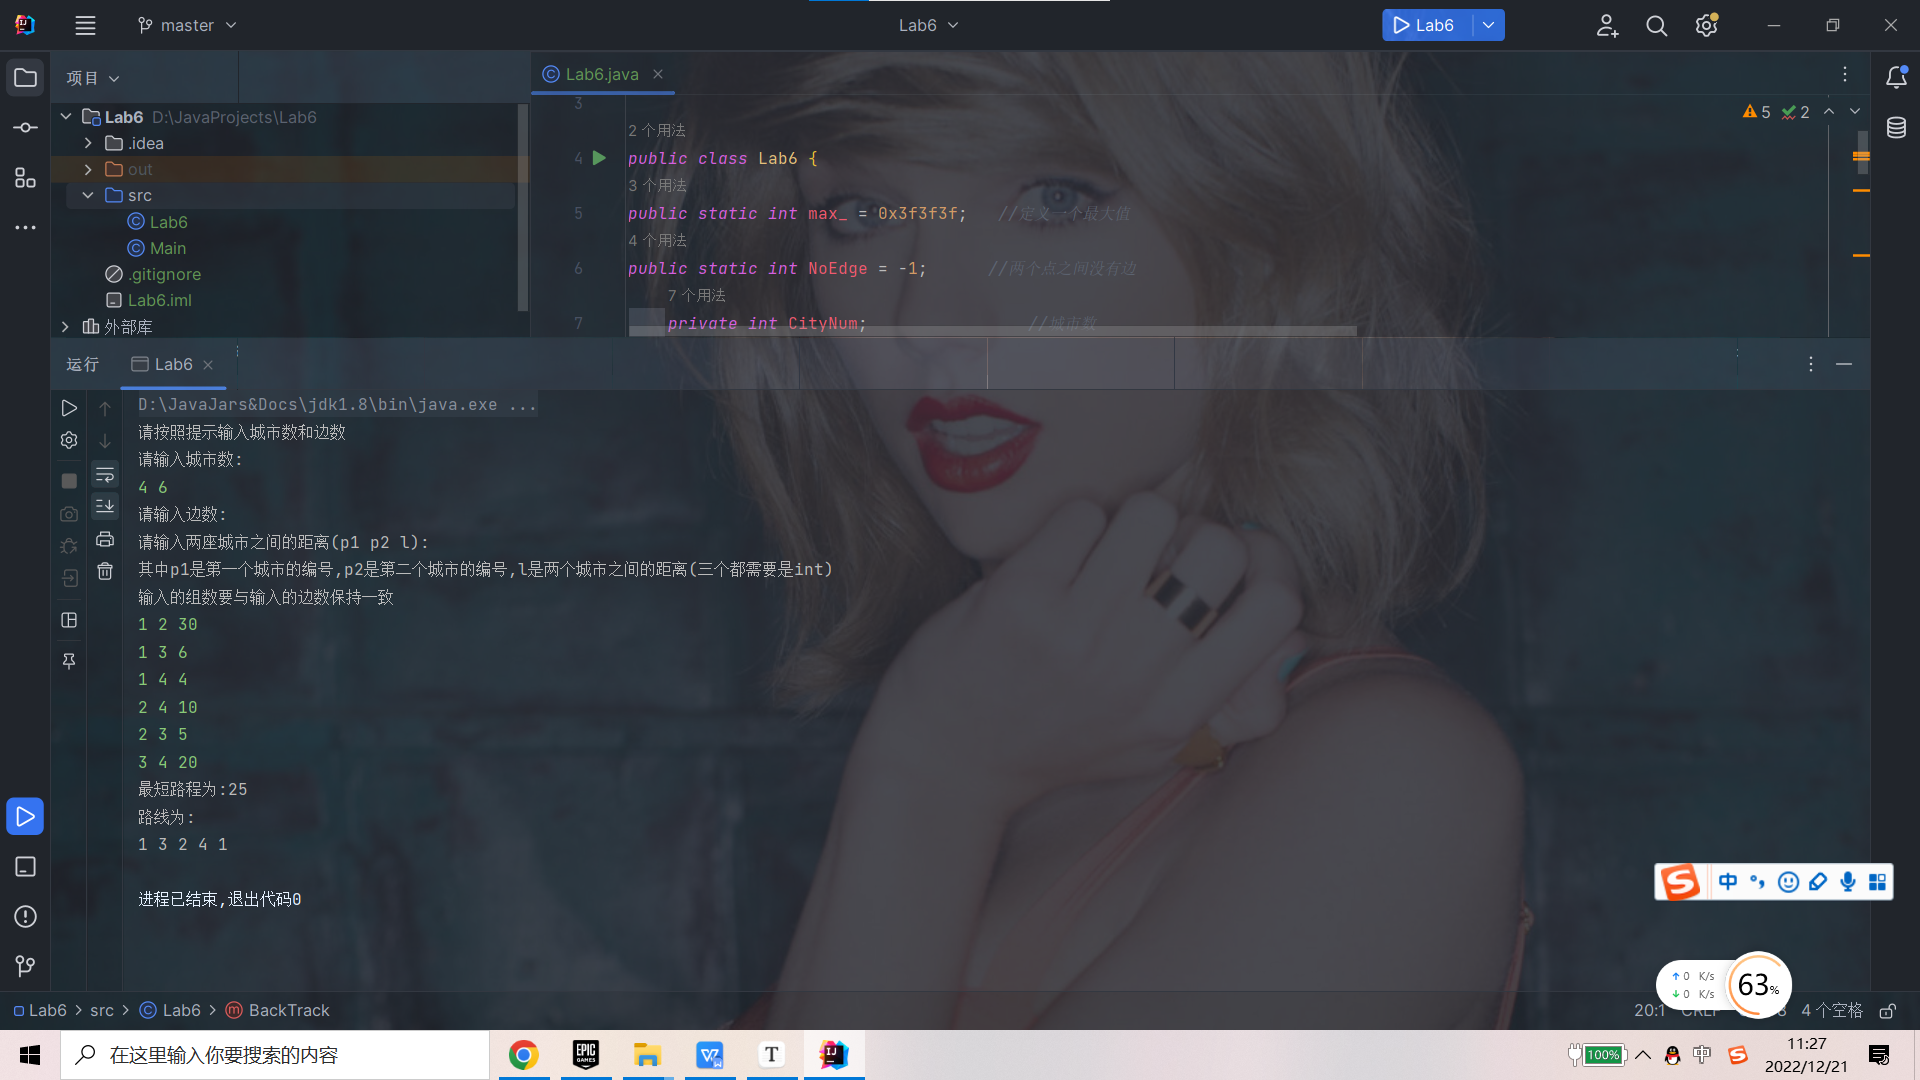 master
Lab6
Lab6
项目
Lab6.java
Lab6 D:\JavaProjects\Lab6
.idea
out
src
Lab6
Main
.gitignore
Lab6.iml
外部库
5 2
3
2 个用法
4 public class Lab6 {
3 个用法
5 public static int max_ = 0x3f3f3f; //定义一个最大值
4 个用法
6 public static int NoEdge = -1; //两个点之间没有边
7 个用法
7 private int CityNum; //城市数
运行 Lab6
D:\JavaJars&Docs\jdk1.8\bin\java.exe ...
请按照提示输入城市数和边数
请输入城市数:
4 6
请输入边数:
请输入两座城市之间的距离(p1 p2 l):
其中p1是第一个城市的编号,p2是第二个城市的编号,l是两个城市之间的距离(三个都需要是int)
输入的组数要与输入的边数保持一致
1 2 30
1 3 6
1 4 4
2 4 10
2 3 5
3 4 20
最短路程为:25
路线为:
1 3 2 4 1
进程已结束,退出代码0
中
0 K/s
0 K/s
63%
Lab6 > src > Lab6 > BackTrack
20:1 4 个空格
在这里输入你要搜索的内容
EPIC GAMES
W
T
IJ
100%
中
11:27
2022/12/21